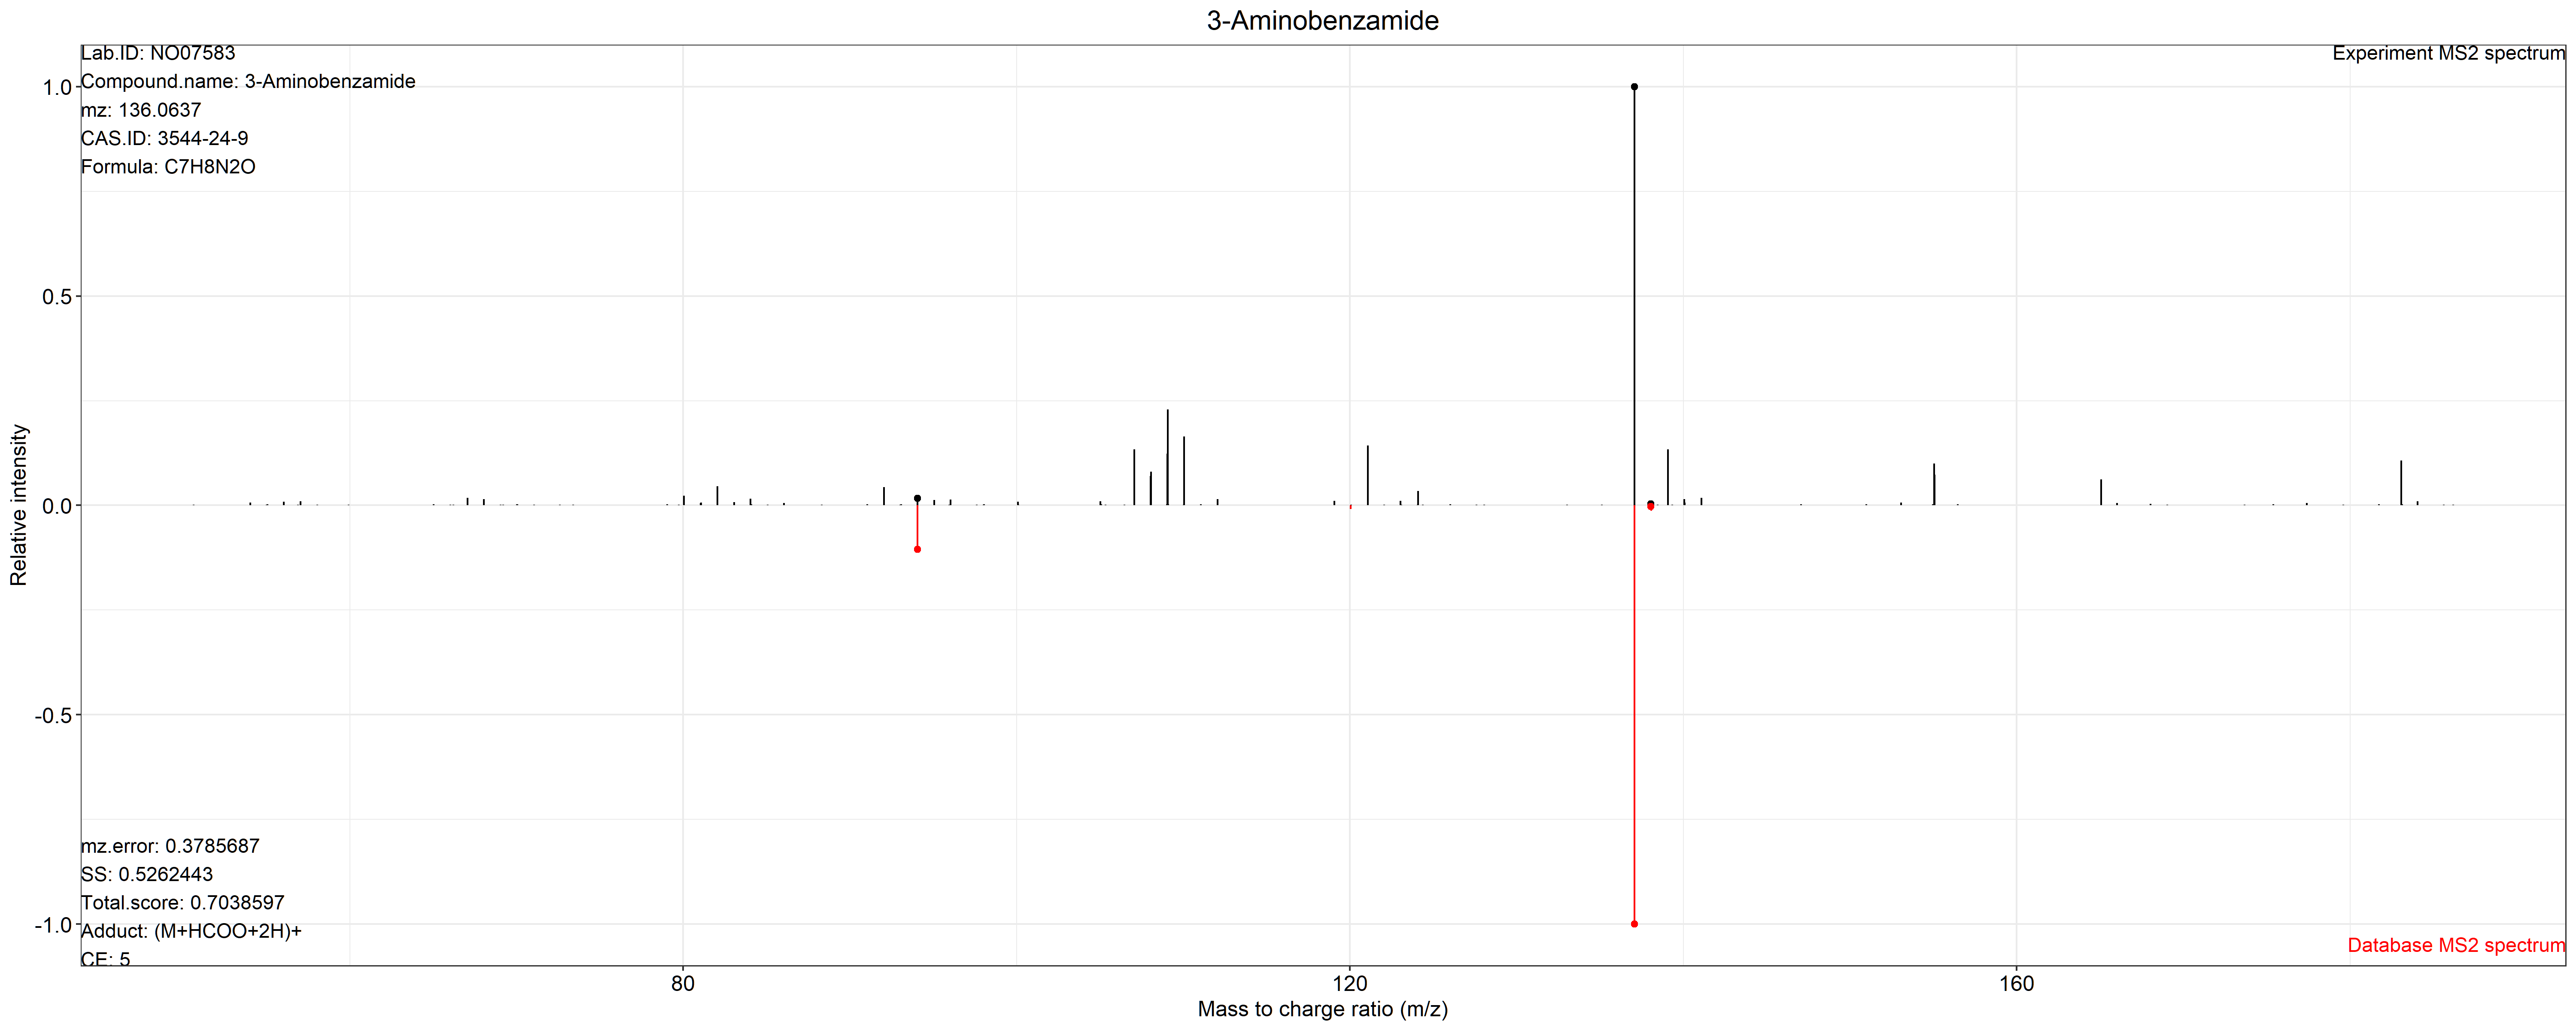 3-Aminobenzamide
Lab.ID: NO07583
Experiment MS2 spectrum
Compound.name: 3-Aminobenzamide
mz: 136.0637
CAS.ID: 3544-24-9
Formula: C7H8N2O
1.0
0.5
0.0
-0.5
-1.0
Relative intensity
mz.error: 0.3785687
SS: 0.5262443
Total.score: 0.7038597
Adduct: (M+HCOO+2H)+
CE: 5
Database MS2 spectrum
80
120
160
Mass to charge ratio (m/z)